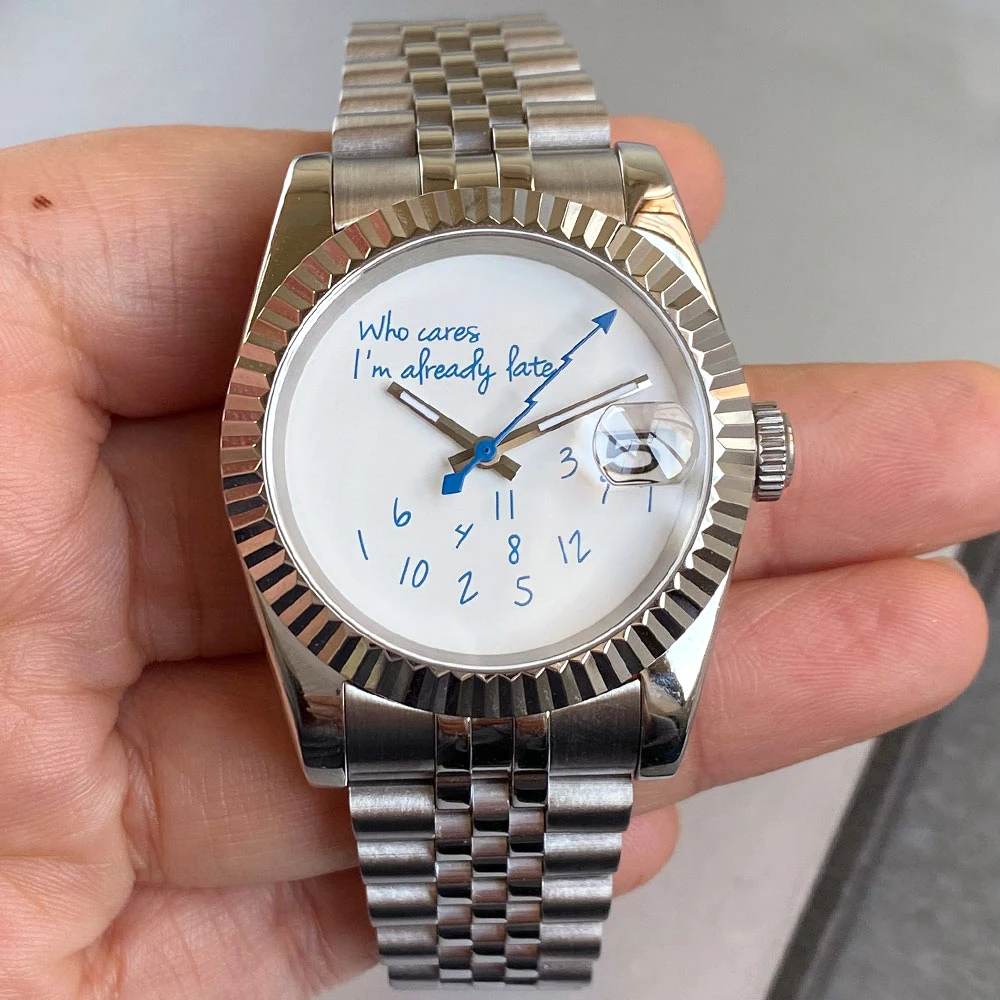 Who cares
I'm already late
3
6 11
1 4 8 12
10 2 5